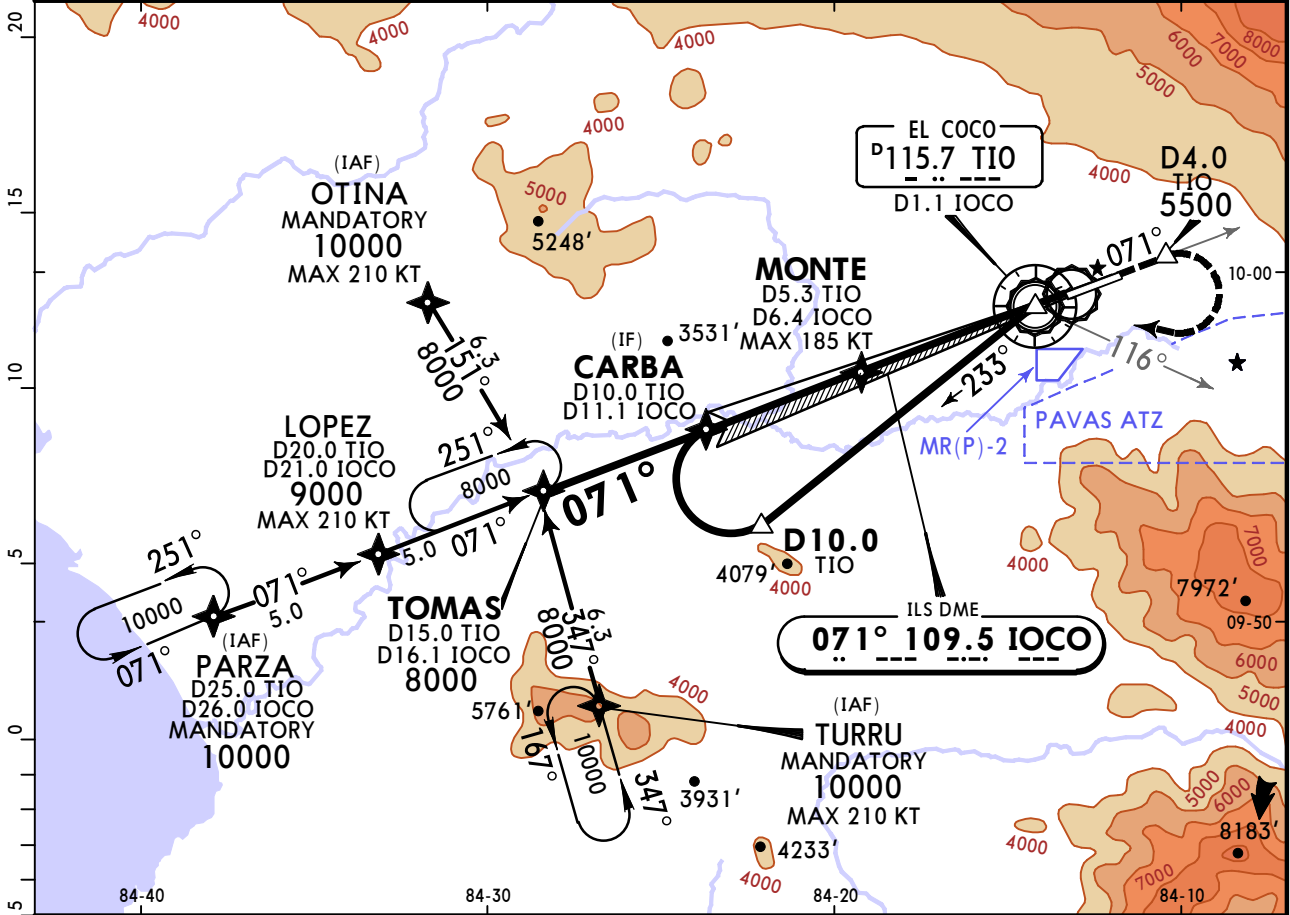 20
4000
4000
4000
8000
6000
7000
5000
4000
5000
5248'
4000
(IAF)
OTINA
MANDATORY
10000
MAX 210 KT
EL COCO
D115.7 TIO
D1.1 IOCO
D4.0
TIO
5500
071°
10-00
15
MONTE
D5.3 TIO
D6.4 IOCO
MAX 185 KT
3531'
(IF)
CARBA
D10.0 TIO
D11.1 IOCO
6.3
151°
8000
116°
233°
MR(P)-2
PAVAS ATZ
10
LOPEZ
D20.0 TIO
D21.0 IOCO
9000
MAX 210 KT
251°
8000
071°
5.0
071°
D10.0
TIO
4079'
4000
4000
7000
7972'
09-50
6000
5000
4000
5
251°
10000
071°
071°
5.0
(IAF)
PARZA
D25.0 TIO
D26.0 IOCO
MANDATORY
10000
TOMAS
D15.0 TIO
D16.1 IOCO
8000
6.3
347°
8000
ILS DME
071° 109.5 IOCO
5761'
4000
167°
10000
347°
(IAF)
TURRU
MANDATORY
10000
MAX 210 KT
0
3931'
4233'
4000
4000
5000
6000
8183'
7000
5
84-40
84-30
84-20
84-10